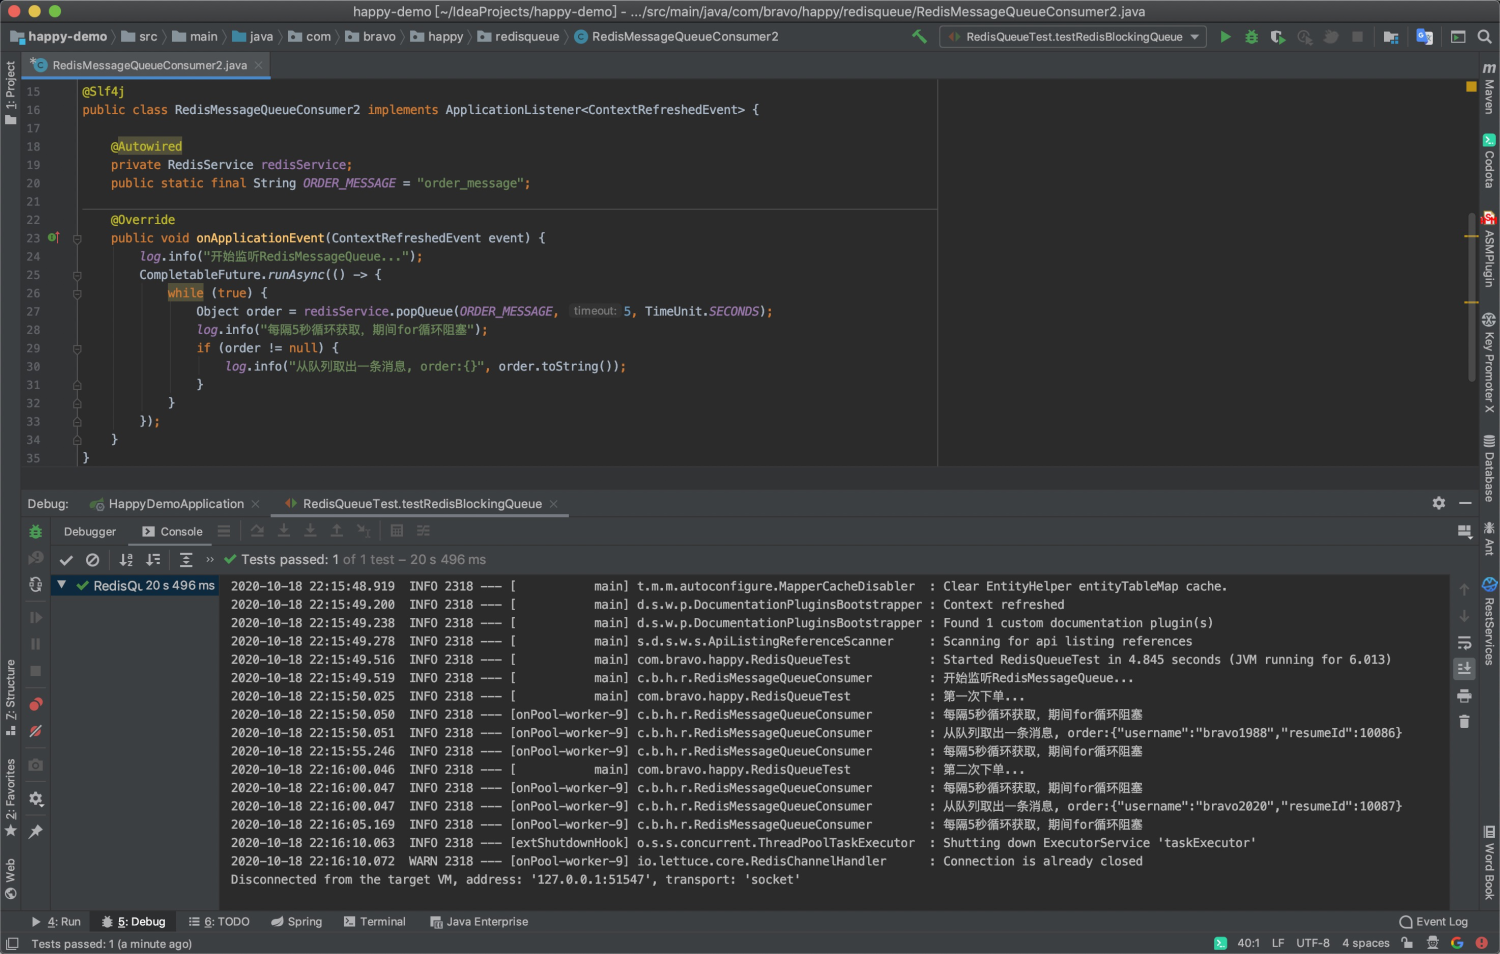 happy-demo [~/IdeaProjects/happy-demo] – .../src/main/java/com/bravo/happy/redisqueue/RedisMessageQueueConsumer2.java
happy-demo src main java com bravo happy redisqueue RedisMessageQueueConsumer2 RedisQueueTest.testRedisBlockingQueue
RedisMessageQueueConsumer2.java
15 @Slf4j
16 public class RedisMessageQueueConsumer2 implements ApplicationListener<ContextRefreshedEvent> {
17
18 @Autowired
19 private RedisService redisService;
20 public static final String ORDER_MESSAGE = "order_message";
21
22 @Override
23 public void onApplicationEvent(ContextRefreshedEvent event) {
24 log.info("开始监听RedisMessageQueue...");
25 CompletableFuture.runAsync(() -> {
26 while (true) {
27 Object order = redisService.popQueue(ORDER_MESSAGE, timeout: 5, TimeUnit.SECONDS);
28 log.info("每隔5秒循环获取，期间for循环阻塞");
29 if (order != null) {
30 log.info("从队列取出一条消息, order:{}", order.toString());
31 }
32 }
33 });
34 }
35 }
Debug: HappyDemoApplication RedisQueueTest.testRedisBlockingQueue
Debugger Console
Tests passed: 1 of 1 test – 20 s 496 ms
RedisQu 20 s 496 ms
2020-10-18 22:15:48.919 INFO 2318 --- [ main] t.m.m.autoconfigure.MapperCacheDisabler : Clear EntityHelper entityTableMap cache.
2020-10-18 22:15:49.200 INFO 2318 --- [ main] d.s.w.p.DocumentationPluginsBootstrapper : Context refreshed
2020-10-18 22:15:49.238 INFO 2318 --- [ main] d.s.w.p.DocumentationPluginsBootstrapper : Found 1 custom documentation plugin(s)
2020-10-18 22:15:49.278 INFO 2318 --- [ main] s.d.s.w.s.ApiListingReferenceScanner : Scanning for api listing references
2020-10-18 22:15:49.516 INFO 2318 --- [ main] com.bravo.happy.RedisQueueTest : Started RedisQueueTest in 4.845 seconds (JVM running for 6.013)
2020-10-18 22:15:49.519 INFO 2318 --- [ main] c.b.h.r.RedisMessageQueueConsumer : 开始监听RedisMessageQueue...
2020-10-18 22:15:50.025 INFO 2318 --- [ main] com.bravo.happy.RedisQueueTest : 第一次下单...
2020-10-18 22:15:50.050 INFO 2318 --- [onPool-worker-9] c.b.h.r.RedisMessageQueueConsumer : 每隔5秒循环获取，期间for循环阻塞
2020-10-18 22:15:50.051 INFO 2318 --- [onPool-worker-9] c.b.h.r.RedisMessageQueueConsumer : 从队列取出一条消息, order:{"username":"bravo1988","resumeId":10086}
2020-10-18 22:15:55.246 INFO 2318 --- [onPool-worker-9] c.b.h.r.RedisMessageQueueConsumer : 每隔5秒循环获取，期间for循环阻塞
2020-10-18 22:16:00.046 INFO 2318 --- [ main] com.bravo.happy.RedisQueueTest : 第二次下单...
2020-10-18 22:16:00.047 INFO 2318 --- [onPool-worker-9] c.b.h.r.RedisMessageQueueConsumer : 每隔5秒循环获取，期间for循环阻塞
2020-10-18 22:16:00.047 INFO 2318 --- [onPool-worker-9] c.b.h.r.RedisMessageQueueConsumer : 从队列取出一条消息, order:{"username":"bravo2020","resumeId":10087}
2020-10-18 22:16:05.169 INFO 2318 --- [onPool-worker-9] c.b.h.r.RedisMessageQueueConsumer : 每隔5秒循环获取，期间for循环阻塞
2020-10-18 22:16:10.063 INFO 2318 --- [extShutdownHook] o.s.s.concurrent.ThreadPoolTaskExecutor : Shutting down ExecutorService 'taskExecutor'
2020-10-18 22:16:10.072 WARN 2318 --- [onPool-worker-9] io.lettuce.core.RedisChannelHandler : Connection is already closed
Disconnected from the target VM, address: '127.0.0.1:51547', transport: 'socket'
1: Project
7: Structure
2: Favorites
Web
Maven
Codota
ASMPlugin
Key Promoter X
Database
Ant
RestServices
Word Book
4: Run 5: Debug 6: TODO Spring Terminal Java Enterprise Event Log
Tests passed: 1 (a minute ago) 40:1 LF UTF-8 4 spaces